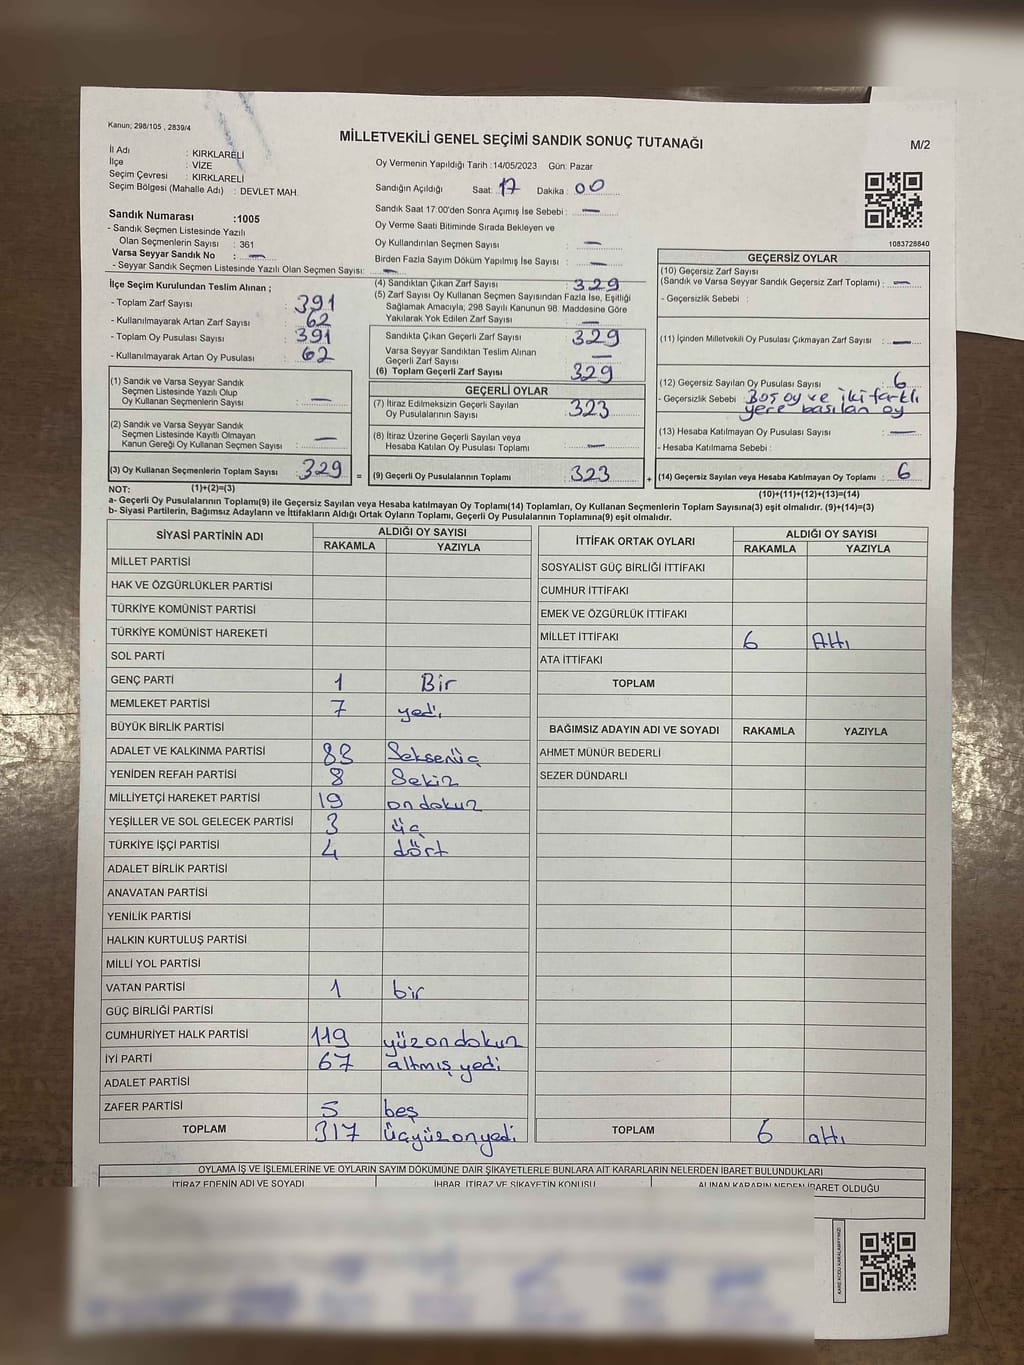 Kanun; 298/105 , 2839/4
MİLLETVEKİLİ GENEL SEÇİMİ SANDIK SONUÇ TUTANAĞI
M/2
İl Adı : KIRKLARELİ
İlçe : VİZE
Seçim Çevresi : KIRKLARELİ
Seçim Bölgesi (Mahalle Adı) : DEVLET MAH.
Sandık Numarası :1005
- Sandık Seçmen Listesinde Yazılı
Olan Seçmenlerin Sayısı : 361
Varsa Seyyar Sandık No : —
- Seyyar Sandık Seçmen Listesinde Yazılı Olan Seçmen Sayısı: —
Oy Vermenin Yapıldığı Tarih :14/05/2023 Gün: Pazar
Sandığın Açıldığı Saat: 17 Dakika : 00
Sandık Saat 17:00'den Sonra Açımış İse Sebebi : —
Oy Verme Saati Bitiminde Sırada Bekleyen ve
Oy Kullandırılan Seçmen Sayısı : —
Birden Fazla Sayım Döküm Yapılmış İse Sayısı : —
1083728840
İlçe Seçim Kurulundan Teslim Alınan ;
- Toplam Zarf Sayısı : 391
- Kullanılmayarak Artan Zarf Sayısı : 62
- Toplam Oy Pusulası Sayısı : 391
- Kullanılmayarak Artan Oy Pusulası : 62
(1) Sandık ve Varsa Seyyar Sandık
Seçmen Listesinde Yazılı Olup
Oy Kullanan Seçmenlerin Sayısı : —
(2) Sandık ve Varsa Seyyar Sandık
Seçmen Listesinde Kayıtlı Olmayan
Kanun Gereği Oy Kullanan Seçmen Sayısı : —
(3) Oy Kullanan Seçmenlerin Toplam Sayısı : 329 =
(1)+(2)=(3)
(4) Sandıktan Çıkan Zarf Sayısı : 329
(5) Zarf Sayısı Oy Kullanan Seçmen Sayısından Fazla İse, Eşitliği
Sağlamak Amacıyla; 298 Sayılı Kanunun 98. Maddesine Göre
Yakılarak Yok Edilen Zarf Sayısı : —
Sandıkta Çıkan Geçerli Zarf Sayısı : 329
Varsa Seyyar Sandıktan Teslim Alınan
Geçerli Zarf Sayısı : —
(6) Toplam Geçerli Zarf Sayısı : 329
GEÇERLİ OYLAR
(7) İtiraz Edilmeksizin Geçerli Sayılan
Oy Pusulalarının Sayısı : 323
(8) İtiraz Üzerine Geçerli Sayılan veya
Hesaba Katılan Oy Pusulası Toplamı : —
(9) Geçerli Oy Pusulalarının Toplamı : 323 +
GEÇERSİZ OYLAR
(10) Geçersiz Zarf Sayısı
(Sandık ve Varsa Seyyar Sandık Geçersiz Zarf Toplamı) : —
- Geçersizlik Sebebi :
(11) İçinden Milletvekili Oy Pusulası Çıkmayan Zarf Sayısı : —
(12) Geçersiz Sayılan Oy Pusulası Sayısı : 6
- Geçersizlik Sebebi : Boş oy ve iki farklı
yere basılan oy
(13) Hesaba Katılmayan Oy Pusulası Sayısı : —
- Hesaba Katılmama Sebebi :
(14) Geçersiz Sayılan veya Hesaba Katılmayan Oy Toplamı : 6
(10)+(11)+(12)+(13)=(14)
NOT:
a- Geçerli Oy Pusulalarının Toplamı(9) ile Geçersiz Sayılan veya Hesaba katılmayan Oy Toplamı(14) Toplamları, Oy Kullanan Seçmenlerin Toplam Sayısına(3) eşit olmalıdır. (9)+(14)=(3)
b- Siyasi Partilerin, Bağımsız Adayların ve İttifakların Aldığı Ortak Oyların Toplamı, Geçerli Oy Pusulalarının Toplamına(9) eşit olmalıdır.
SİYASİ PARTİNİN ADI ALDIĞI OY SAYISI
RAKAMLA YAZIYLA
MİLLET PARTİSİ
HAK VE ÖZGÜRLÜKLER PARTİSİ
TÜRKİYE KOMÜNİST PARTİSİ
TÜRKİYE KOMÜNİST HAREKETİ
SOL PARTİ
GENÇ PARTİ 1 Bir
MEMLEKET PARTİSİ 7 yedi
BÜYÜK BİRLİK PARTİSİ
ADALET VE KALKINMA PARTİSİ 83 Seksenüç
YENİDEN REFAH PARTİSİ 8 Sekiz
MİLLİYETÇİ HAREKET PARTİSİ 19 on dokuz
YEŞİLLER VE SOL GELECEK PARTİSİ 3 üç
TÜRKİYE İŞÇİ PARTİSİ 4 dört
ADALET BİRLİK PARTİSİ
ANAVATAN PARTİSİ
YENİLİK PARTİSİ
HALKIN KURTULUŞ PARTİSİ
MİLLİ YOL PARTİSİ
VATAN PARTİSİ 1 bir
GÜÇ BİRLİĞİ PARTİSİ
CUMHURİYET HALK PARTİSİ 119 yüz on dokuz
İYİ PARTİ 67 altmış yedi
ADALET PARTİSİ
ZAFER PARTİSİ 5 beş
TOPLAM 317 üçyüz onyedi
İTTİFAK ORTAK OYLARI ALDIĞI OY SAYISI
RAKAMLA YAZIYLA
SOSYALİST GÜÇ BİRLİĞİ İTTİFAKI
CUMHUR İTTİFAKI
EMEK VE ÖZGÜRLÜK İTTİFAKI
MİLLET İTTİFAKI 6 Altı
ATA İTTİFAKI
TOPLAM
BAĞIMSIZ ADAYIN ADI VE SOYADI RAKAMLA YAZIYLA
AHMET MÜNÜR BEDERLİ
SEZER DÜNDARLI
TOPLAM 6 altı
OYLAMA İŞ VE İŞLEMLERİNE VE OYLARIN SAYIM DÖKÜMÜNE DAİR ŞİKAYETLERLE BUNLARA AİT KARARLARIN NELERDEN İBARET BULUNDUKLARI
İTİRAZ EDENİN ADI VE SOYADI İHBAR, İTİRAZ VE ŞİKAYETİN KONUSU ALINAN KARARIN NEDEN İBARET OLDUĞU
KARE KODU KARALAMAYINIZ!